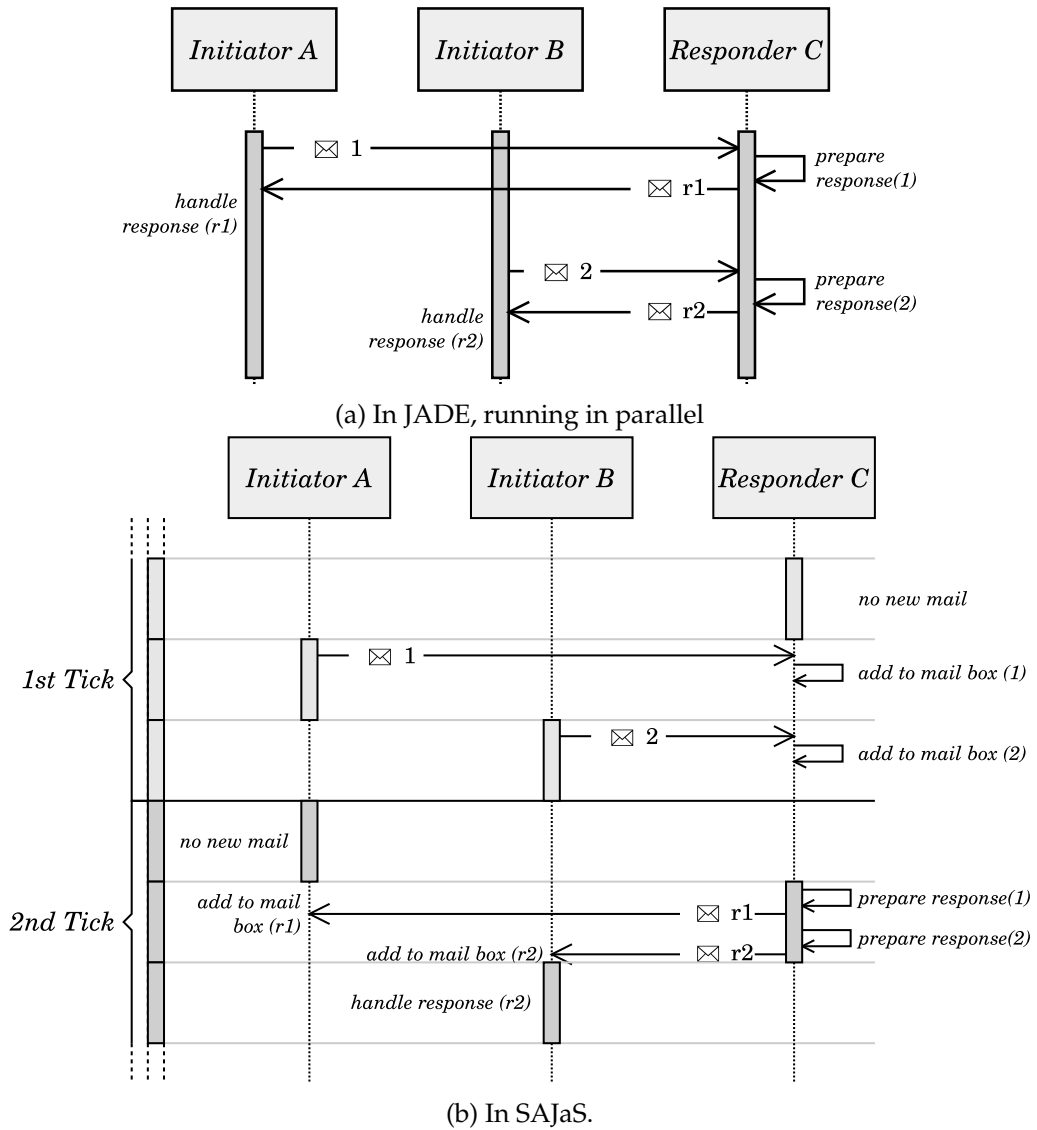 Initiator A
Initiator B
Responder C
1
prepare
response(1)
r1
handle
response (r1)
2
prepare
response(2)
r2
handle
response (r2)
(a) In JADE, running in parallel
Initiator A
Initiator B
Responder C
no new mail
1
add to mail box (1)
1st Tick
2
add to mail box (2)
no new mail
prepare response(1)
add to mail
box (r1)
r1
2nd Tick
prepare response(2)
add to mail box (r2)
r2
handle response (r2)
(b) In SAJaS.